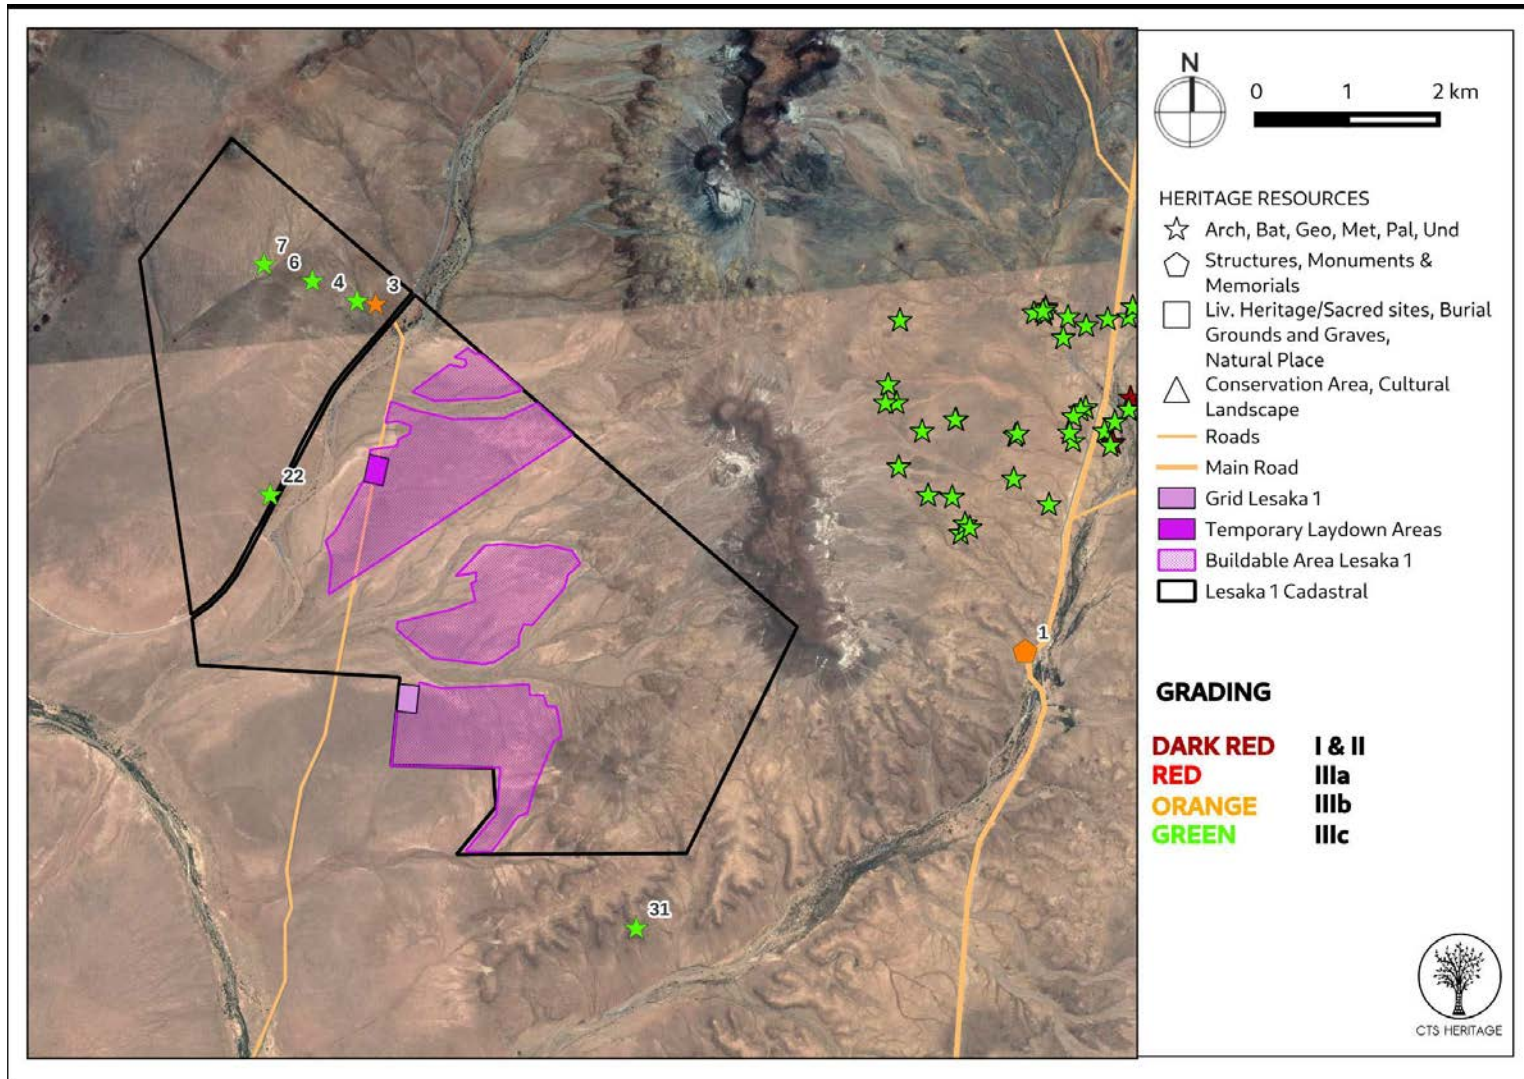 N
0 1 2 km
HERITAGE RESOURCES
Arch, Bat, Geo, Met, Pal, Und
Structures, Monuments &
Memorials
Liv. Heritage/Sacred sites, Burial
Grounds and Graves,
Natural Place
Conservation Area, Cultural
Landscape
Roads
Main Road
Grid Lesaka 1
Temporary Laydown Areas
Buildable Area Lesaka 1
Lesaka 1 Cadastral
GRADING
DARK RED I & II
RED IIIa
ORANGE IIIb
GREEN IIIc
CTS HERITAGE
7
6
4
3
22
1
31